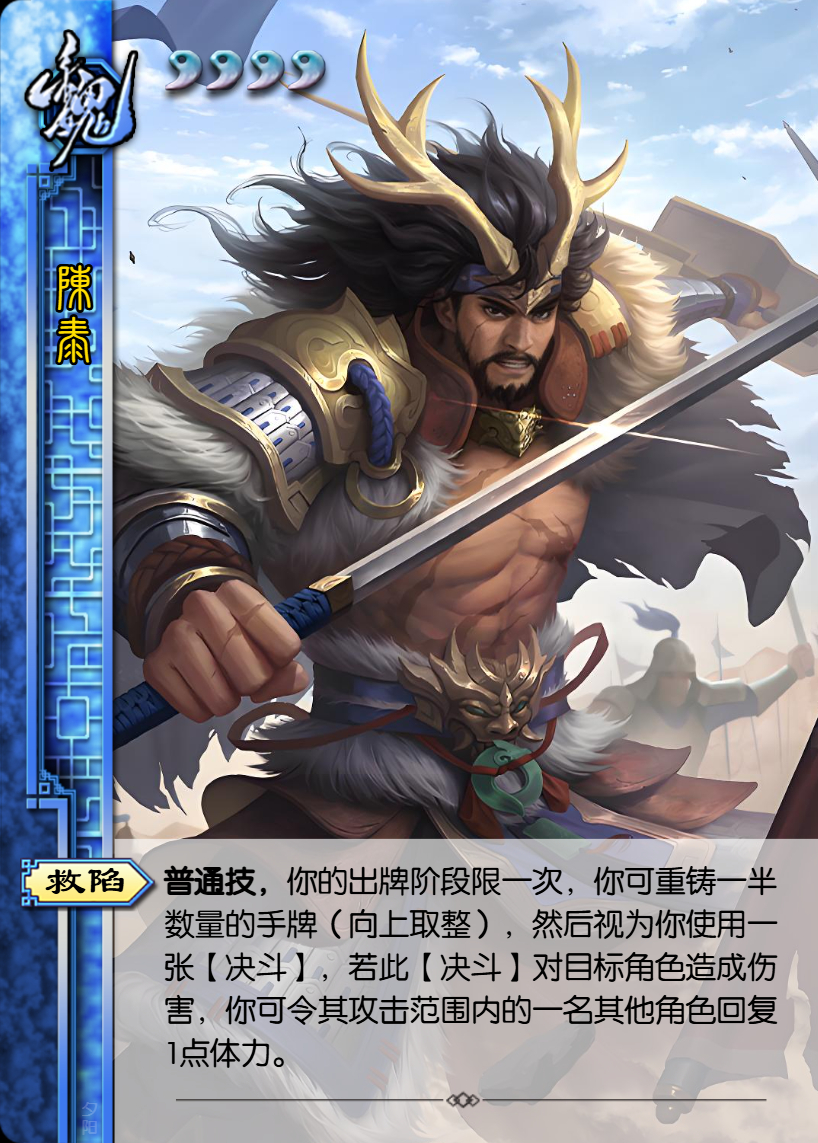 魏
陳泰
救陷
普通技，你的出牌阶段限一次，你可重铸一半
数量的手牌（向上取整），然后视为你使用一
张【决斗】，若此【决斗】对目标角色造成伤
害，你可令其攻击范围内的一名其他角色回复
1点体力。
夕阳